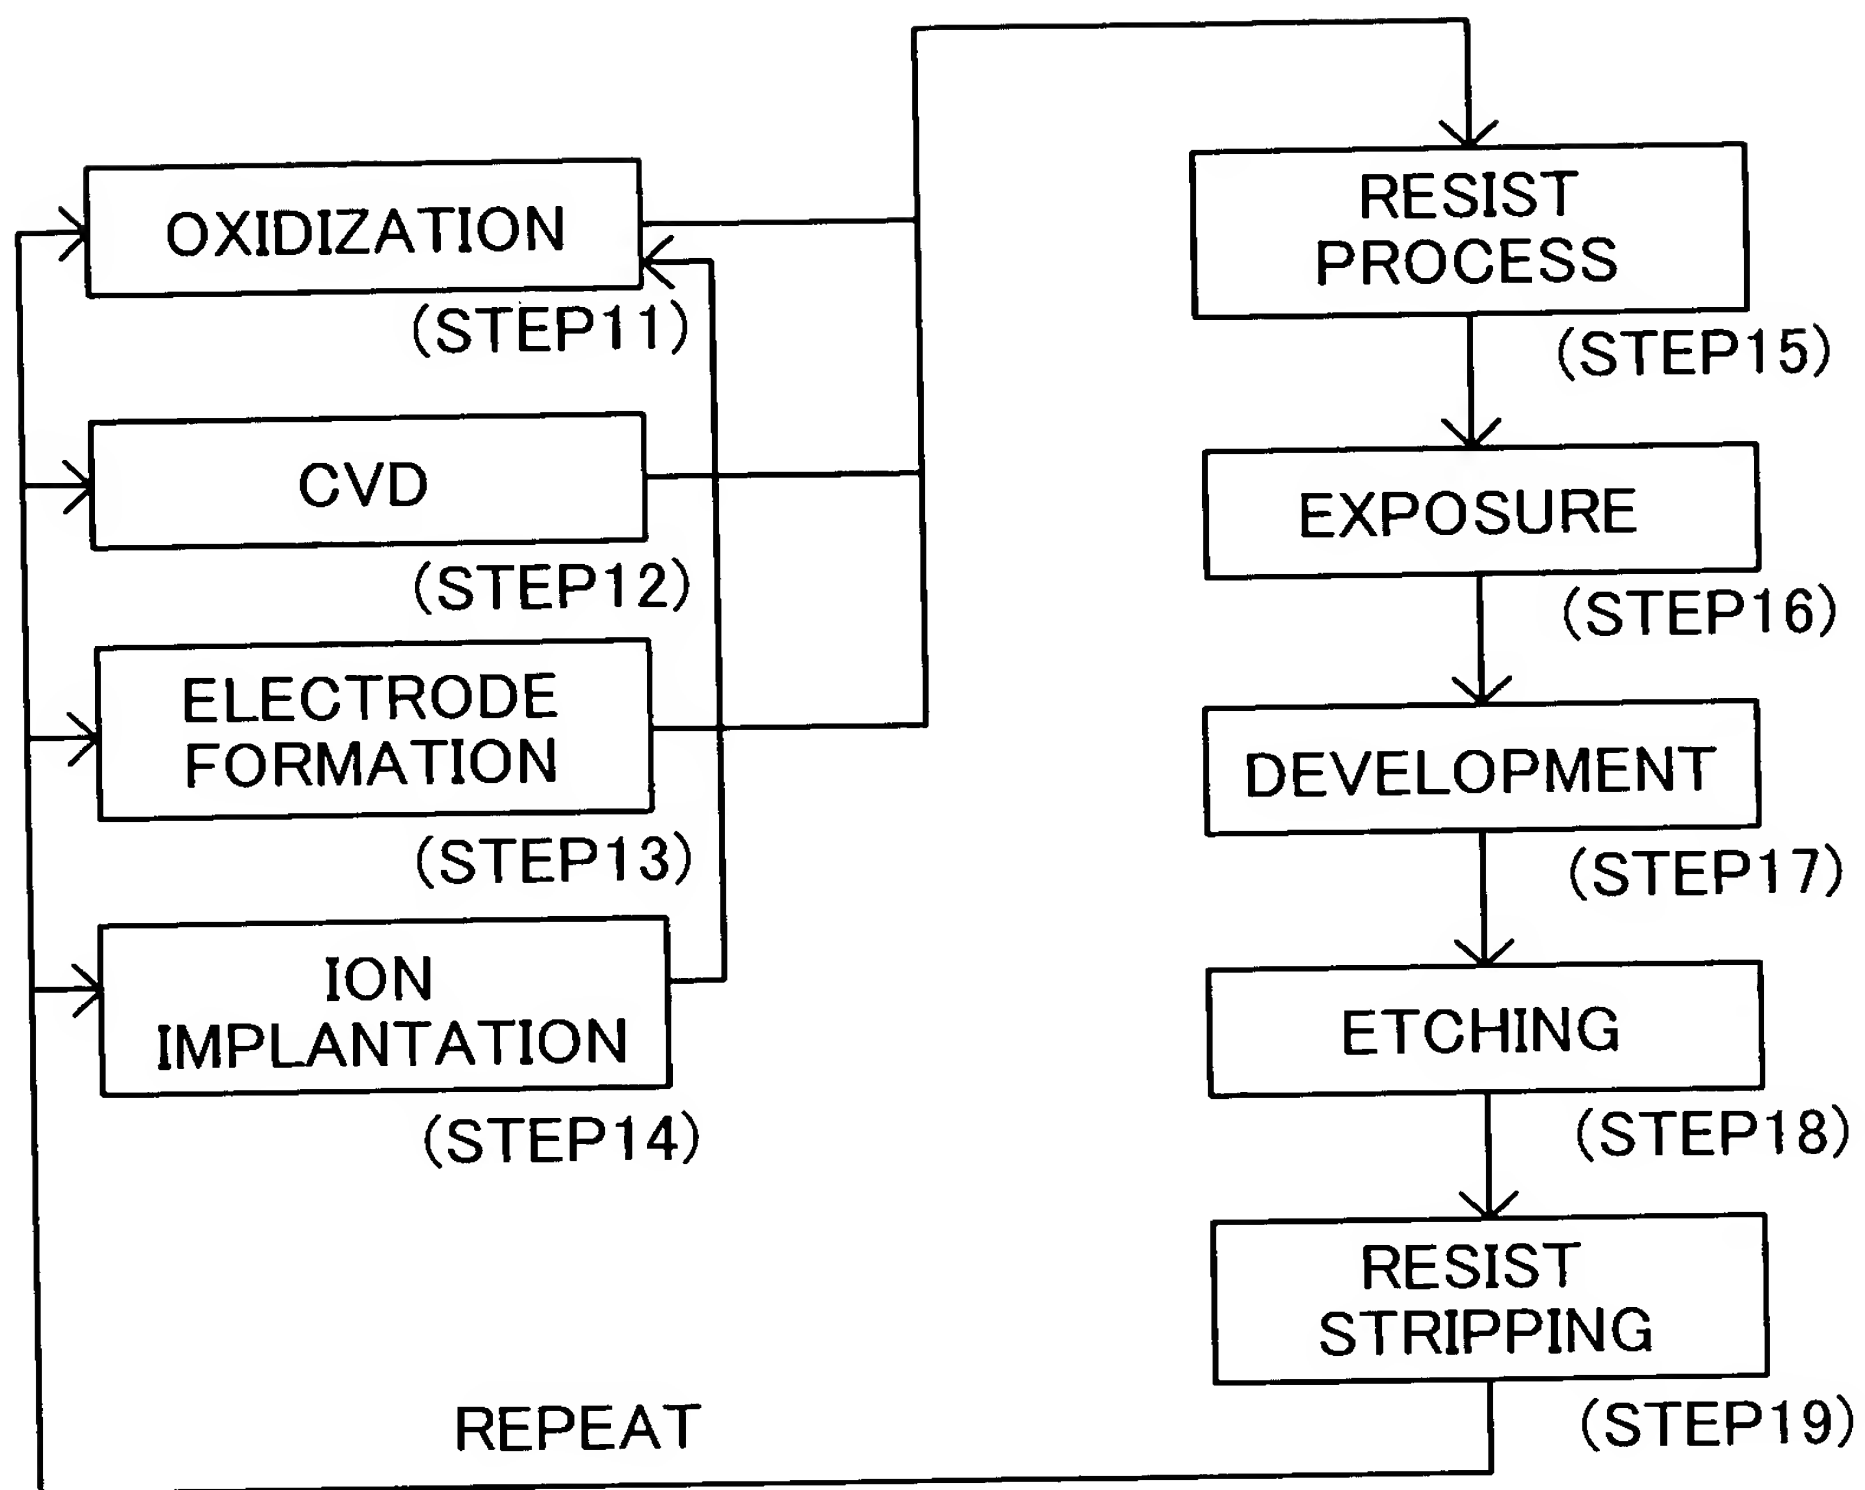 OXIDIZATION
(STEP11)
CVD
(STEP12)
ELECTRODE
FORMATION
(STEP13)
ION
IMPLANTATION
(STEP14)
REPEAT
RESIST
PROCESS
(STEP15)
EXPOSURE
(STEP16)
DEVELOPMENT
(STEP17)
ETCHING
(STEP18)
RESIST
STRIPPING
(STEP19)